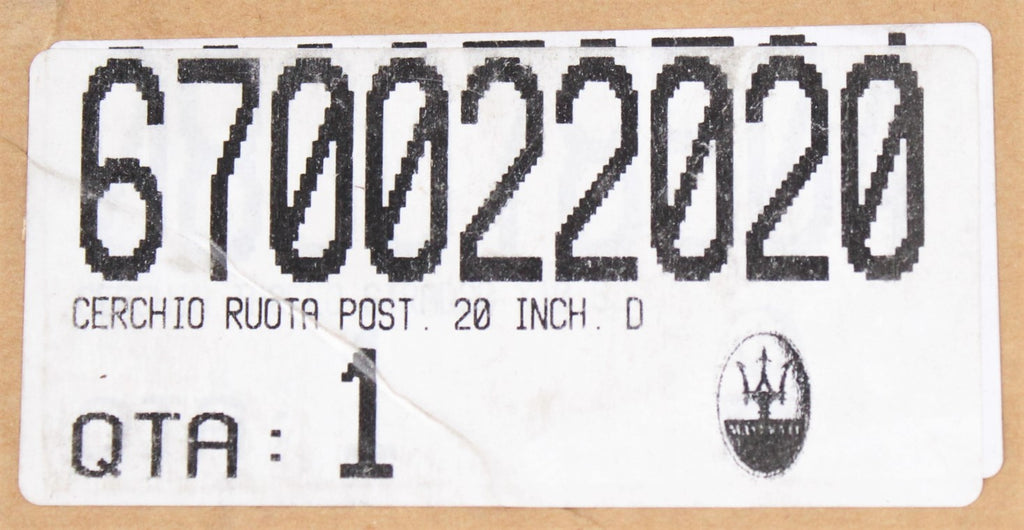 670022020
CERCHIO RUOTA POST. 20 INCH. D
QTA: 1